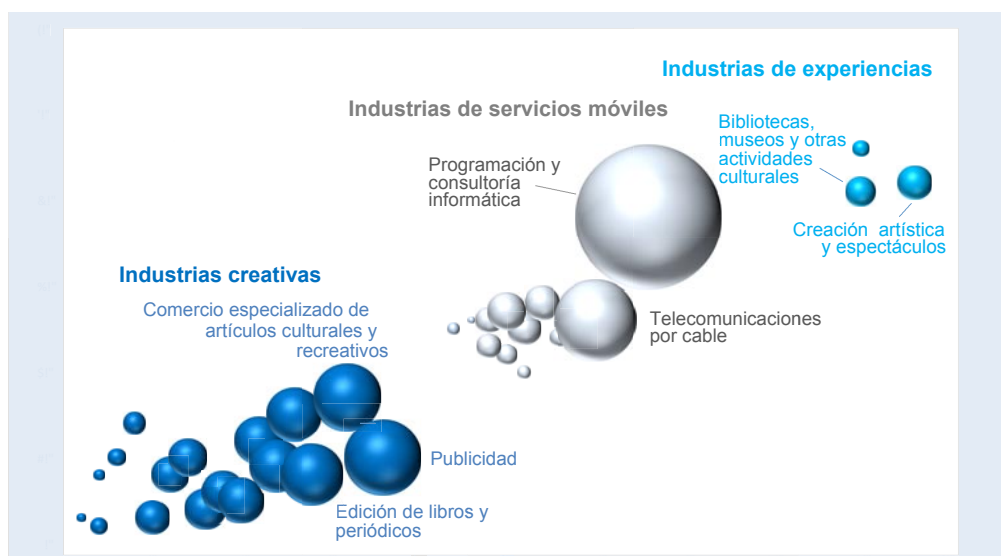 Industrias de experiencias
Industrias de servicios móviles
Bibliotecas,
museos y otras
actividades
culturales
Programación y
consultoría
informática
Creación artística
y espectáculos
Industrias creativas
Comercio especializado de
artículos culturales y
recreativos
Telecomunicaciones
por cable
Publicidad
Edición de libros y
periódicos